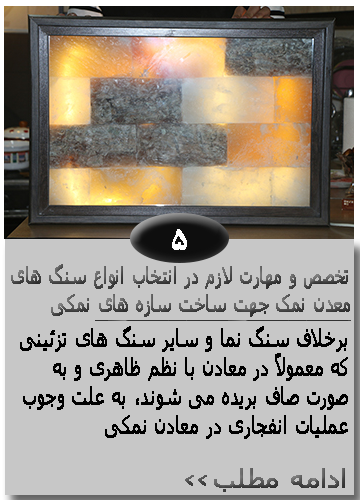 ۵
تخصص و مهارت لازم در انتخاب انواع سنگ های
معدن نمک جهت ساخت سازه های نمکی
برخلاف سنگ نما و سایر سنگ های تزئینی
که معمولاً در معادن با نظم ظاهری و به
صورت صاف بریده می شوند، به علت وجوب
عملیات انفجاری در معادن نمکی
ادامه مطلب>>